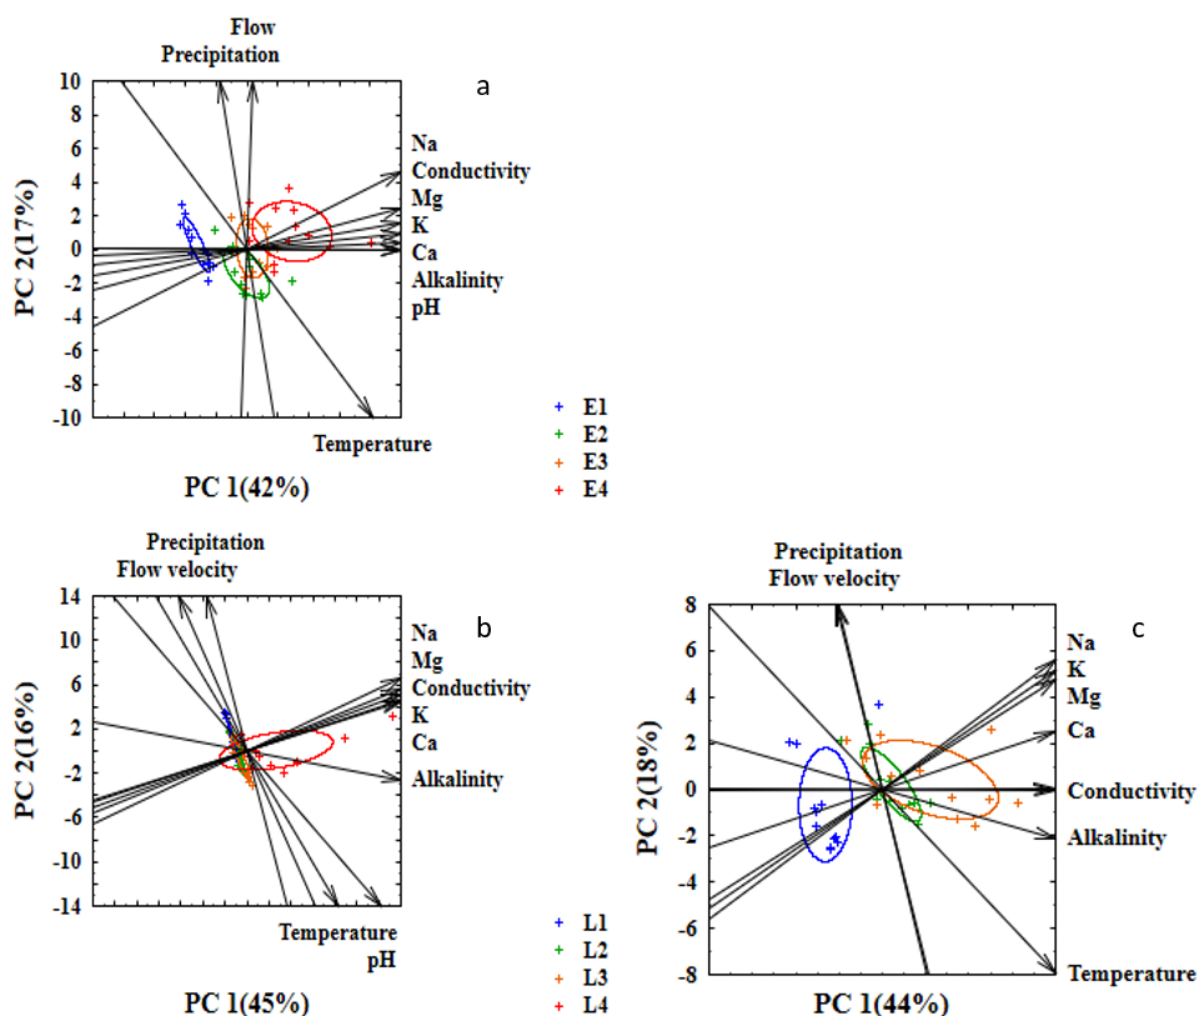 Flow
Precipitation
a
10
8
6
4
2
0
-2
-4
-6
-8
-10
PC 2(17%)
Na
Conductivity
Mg
K
Ca
Alkalinity
pH
Temperature
PC 1(42%)
E1
E2
E3
E4
Precipitation
Flow velocity
b
14
10
6
2
-2
-6
-10
-14
PC 2(16%)
Na
Mg
Conductivity
K
Ca
Alkalinity
Temperature
pH
PC 1(45%)
L1
L2
L3
L4
Precipitation
Flow velocity
c
8
6
4
2
0
-2
-4
-6
-8
PC 2(18%)
Na
K
Mg
Ca
Conductivity
Alkalinity
Temperature
PC 1(44%)